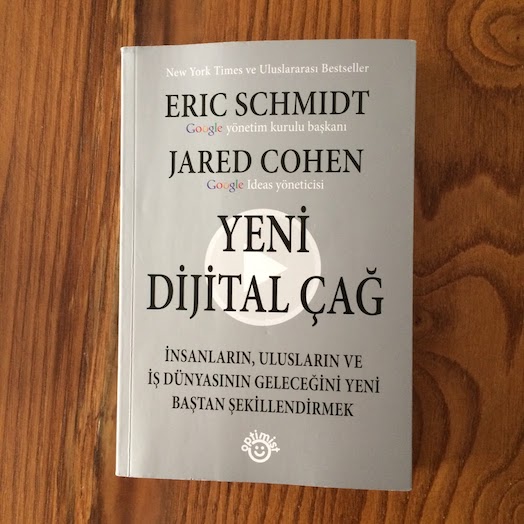 New York Times ve Uluslararası Bestseller
ERIC SCHMIDT
Google yönetim kurulu başkanı
JARED COHEN
Google Ideas yöneticisi
YENİ
DİJİTAL ÇAĞ
İNSANLARIN, ULUSLARIN VE
İŞ DÜNYASININ GELECEĞİNİ YENİ
BAŞTAN ŞEKİLLENDİRMEK
optimist